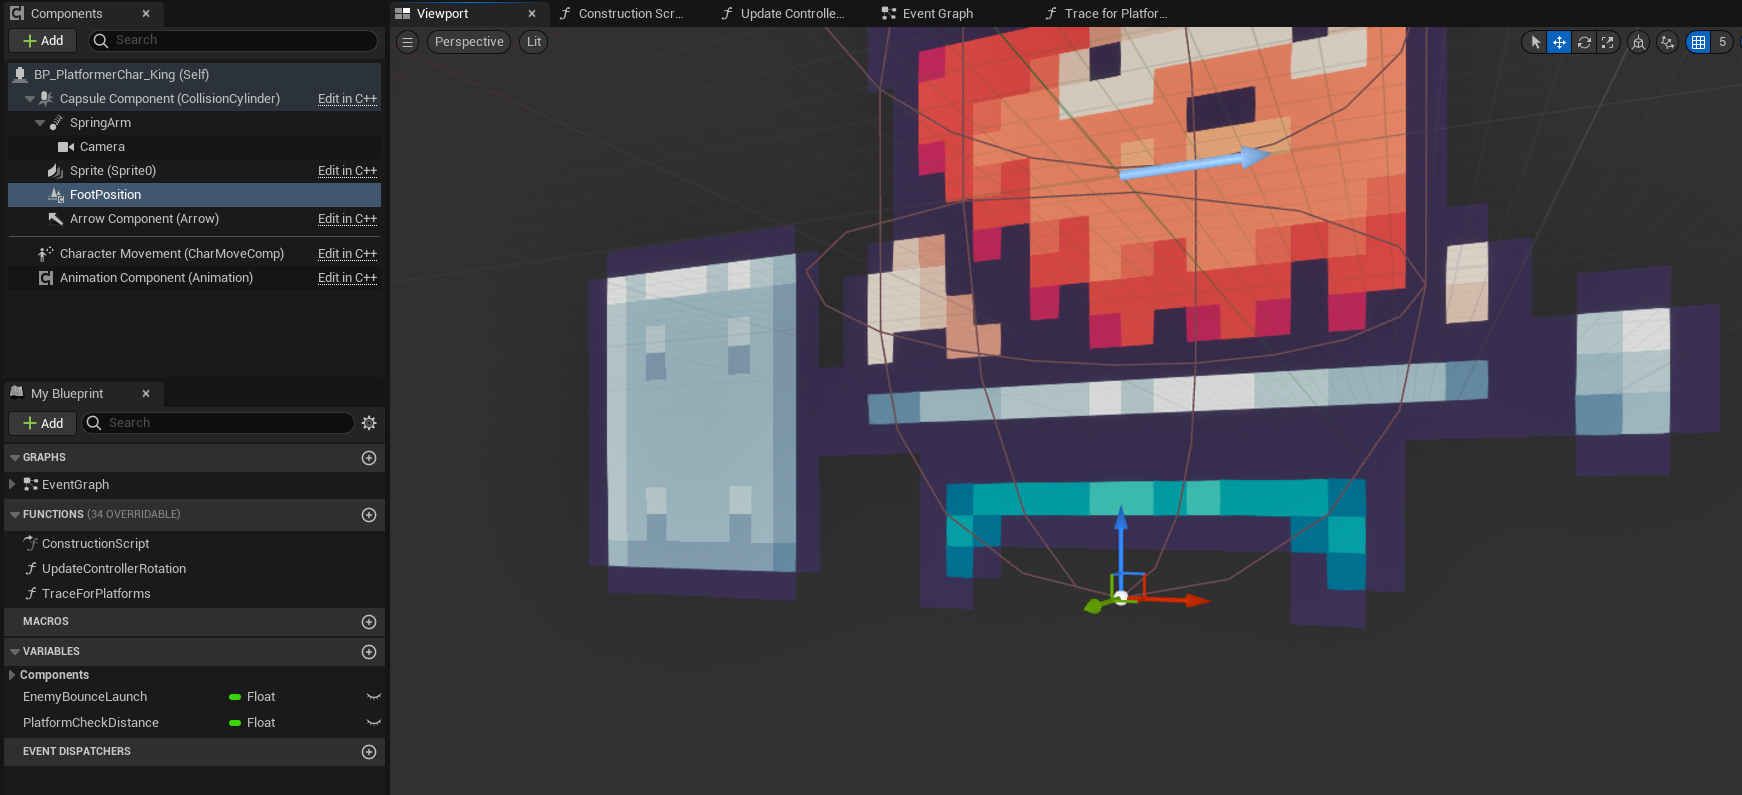 Components
Add
Search
BP_PlatformerChar_King (Self)
Capsule Component (CollisionCylinder) Edit in C++
SpringArm
Camera
Sprite (Sprite0) Edit in C++
FootPosition
Arrow Component (Arrow) Edit in C++
Character Movement (CharMoveComp) Edit in C++
Animation Component (Animation) Edit in C++
My Blueprint
Add
Search
GRAPHS
EventGraph
FUNCTIONS (34 OVERRIDABLE)
ConstructionScript
UpdateControllerRotation
TraceForPlatforms
MACROS
VARIABLES
Components
EnemyBounceLaunch Float
PlatformCheckDistance Float
EVENT DISPATCHERS
Viewport Construction Scr... Update Controlle... Event Graph Trace for Platfor...
Perspective Lit 5